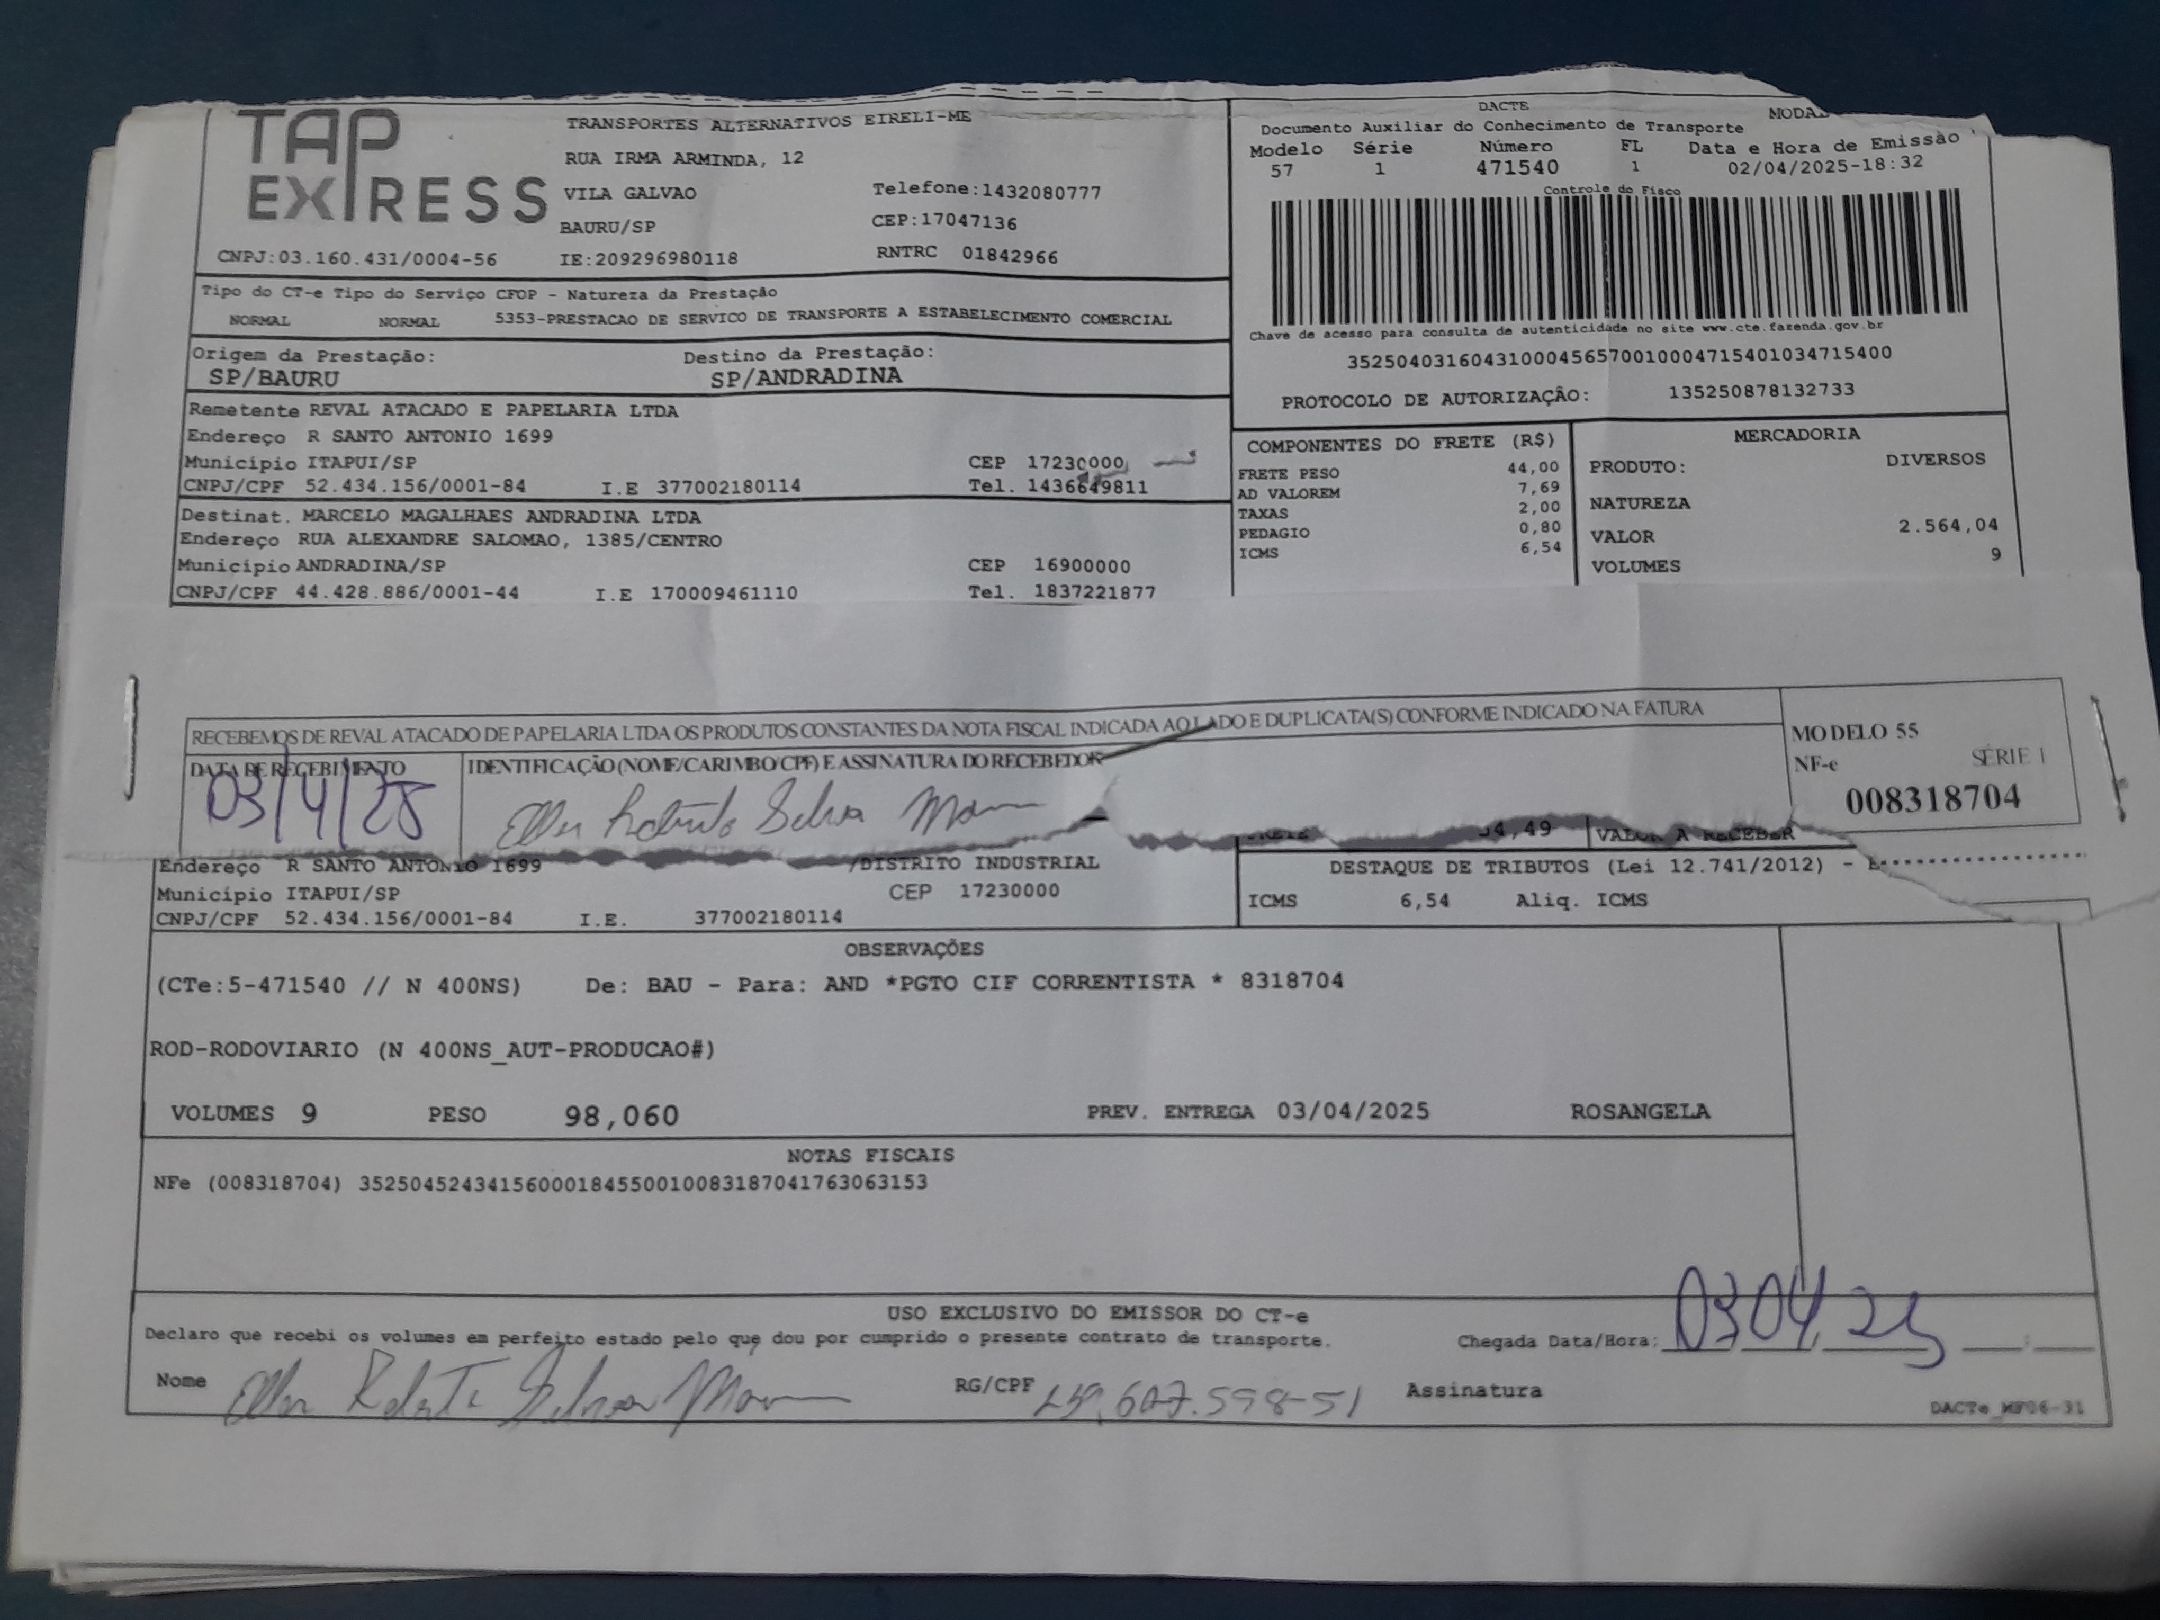 TAP EXPRESS
TRANSPORTES ALTERNATIVOS EIRELI-ME
RUA IRMA ARMINDA, 12
VILA GALVAO Telefone:1432080777
BAURU/SP CEP:17047136
CNPJ:03.160.431/0004-56 IE:209296980118 RNTRC 01842966
DACTE
Documento Auxiliar do Conhecimento de Transporte
Modelo Série Número FL Data e Hora de Emissão
57 1 471540 1 02/04/2025-18:32
Controle do Fisco
Chave de acesso para consulta de autenticidade no site www.cte.fazenda.gov.br
35250403160431000456570010004715401034715400
PROTOCOLO DE AUTORIZAÇÃO: 135250878132733
Tipo do CT-e Tipo do Serviço CFOP - Natureza da Prestação
NORMAL NORMAL 5353-PRESTACAO DE SERVICO DE TRANSPORTE A ESTABELECIMENTO COMERCIAL
Origem da Prestação: Destino da Prestação:
SP/BAURU SP/ANDRADINA
Remetente REVAL ATACADO E PAPELARIA LTDA
Endereço R SANTO ANTONIO 1699
Município ITAPUI/SP CEP 17230000
CNPJ/CPF 52.434.156/0001-84 I.E 377002180114 Tel. 1436649811
Destinat. MARCELO MAGALHAES ANDRADINA LTDA
Endereço RUA ALEXANDRE SALOMAO, 1385/CENTRO
Município ANDRADINA/SP CEP 16900000
CNPJ/CPF 44.428.886/0001-44 I.E 170009461110 Tel. 1837221877
COMPONENTES DO FRETE (R$)
FRETE PESO 44,00
AD VALOREM 7,69
TAXAS 2,00
PEDAGIO 0,80
ICMS 6,54
MERCADORIA
PRODUTO: DIVERSOS
NATUREZA
VALOR 2.564,04
VOLUMES 9
RECEBEMOS DE REVAL ATACADO DE PAPELARIA LTDA OS PRODUTOS CONSTANTES DA NOTA FISCAL INDICADA AO LADO E DUPLICATA(S) CONFORME INDICADO NA FATURA
DATA DE RECEBIMENTO IDENTIFICAÇÃO (NOME/CARIMBO/CPF) E ASSINATURA DO RECEBEDOR
03/4/25
MODELO 55
NF-e SÉRIE 1
008318704
VALOR A RECEBER
Endereço R SANTO ANTONIO 1699 /DISTRITO INDUSTRIAL
Município ITAPUI/SP CEP 17230000
CNPJ/CPF 52.434.156/0001-84 I.E. 377002180114
DESTAQUE DE TRIBUTOS (Lei 12.741/2012) -
ICMS 6,54 Aliq. ICMS
OBSERVAÇÕES
(CTe:5-471540 // N 400NS) De: BAU - Para: AND *PGTO CIF CORRENTISTA * 8318704
ROD-RODOVIARIO (N 400NS_AUT-PRODUCAO#)
VOLUMES 9 PESO 98,060 PREV. ENTREGA 03/04/2025 ROSANGELA
NOTAS FISCAIS
NFe (008318704) 35250452434156000184550010083187041763063153
USO EXCLUSIVO DO EMISSOR DO CT-e
Declaro que recebi os volumes em perfeito estado pelo que dou por cumprido o presente contrato de transporte. Chegada Data/Hora: 03 04 25
Nome RG/CPF Assinatura